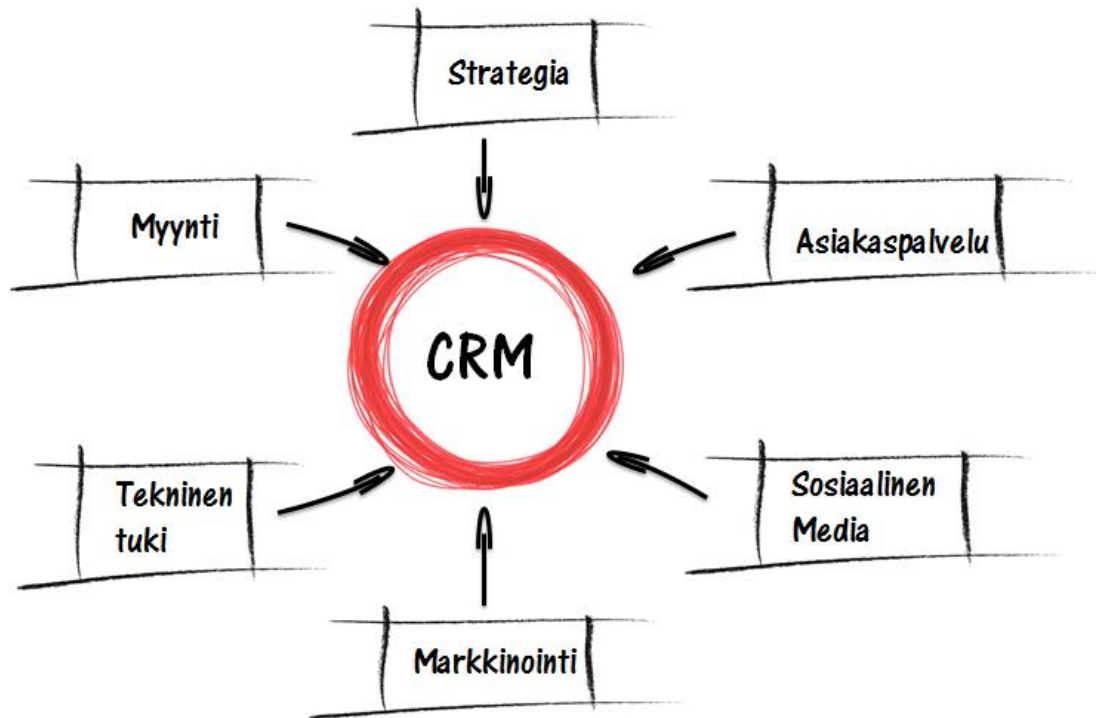 Strategia
Myynti
Asiakaspalvelu
CRM
Tekninen
tuki
Sosiaalinen
Media
Markkinointi